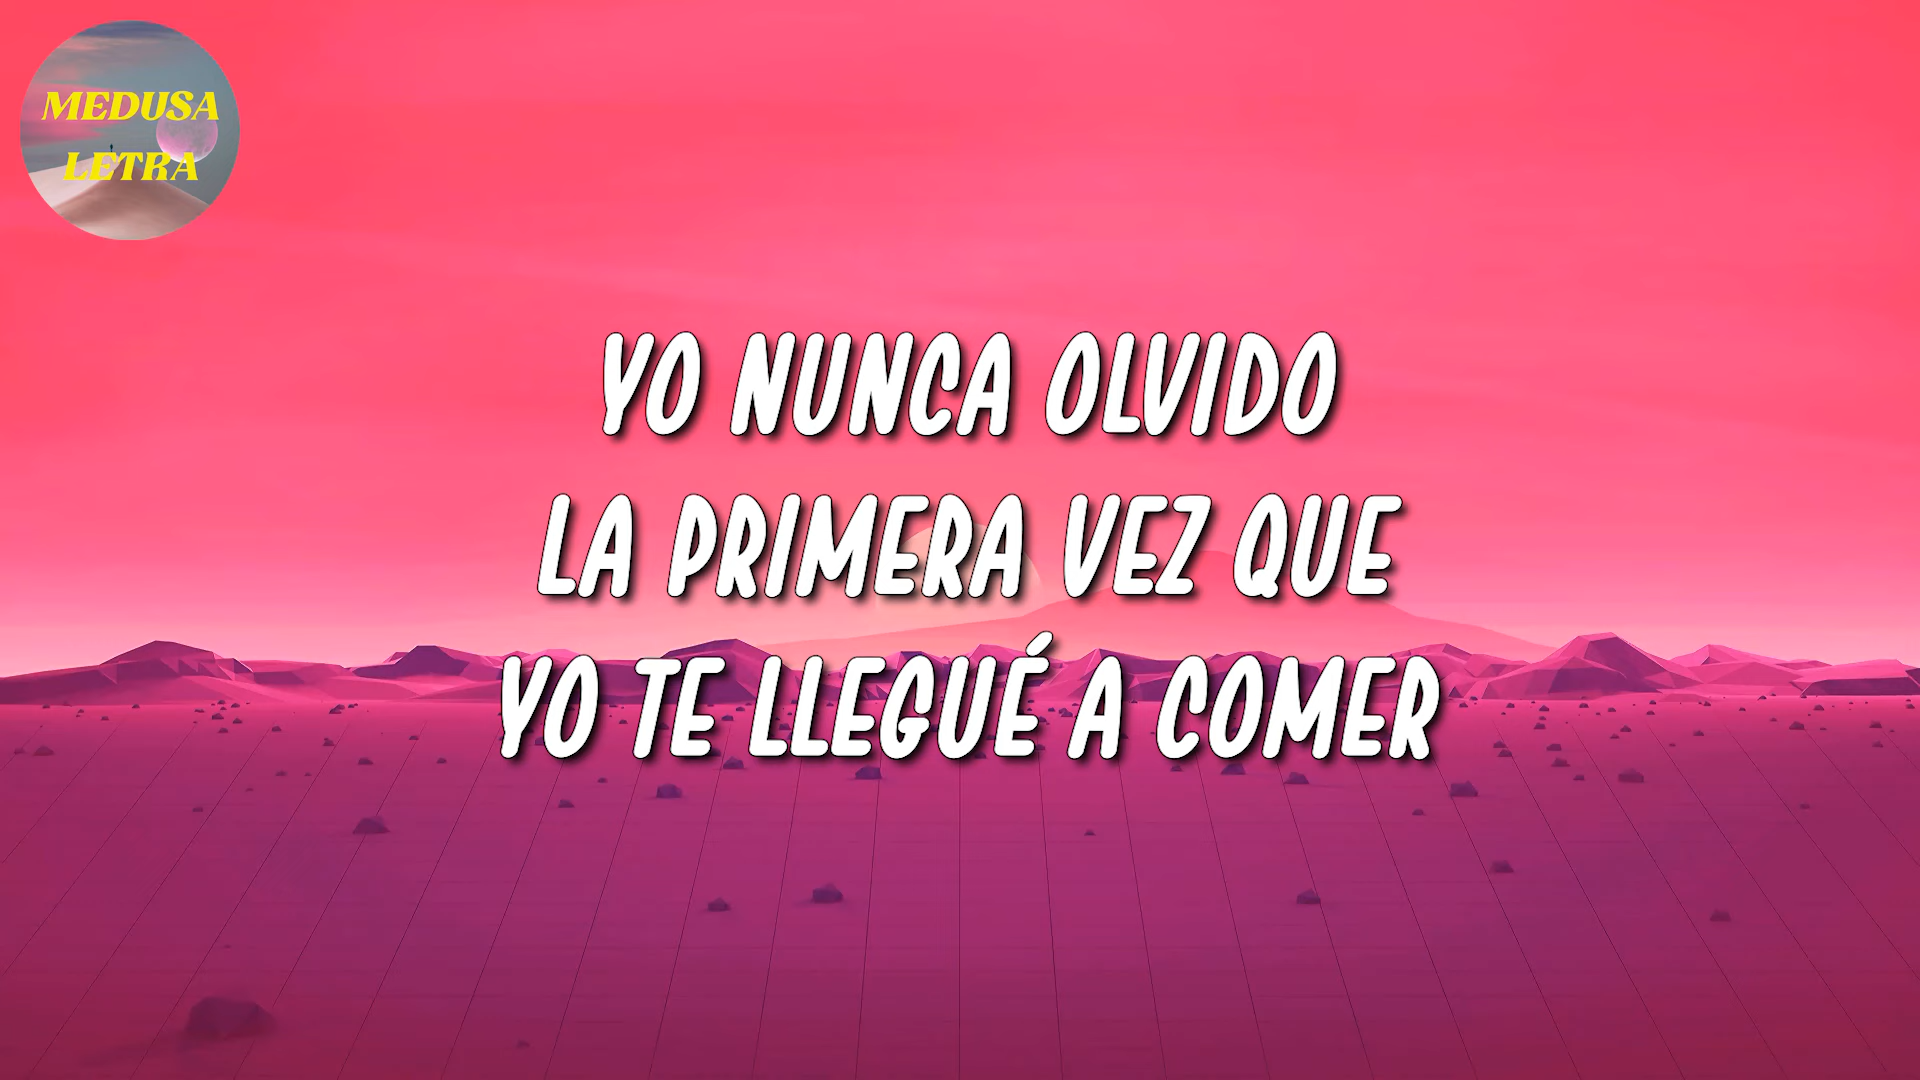 MEDUSA
LETRA
YO NUNCA OLVIDO
LA PRIMERA VEZ QUE
YO TE LLEGUÉ A COMER